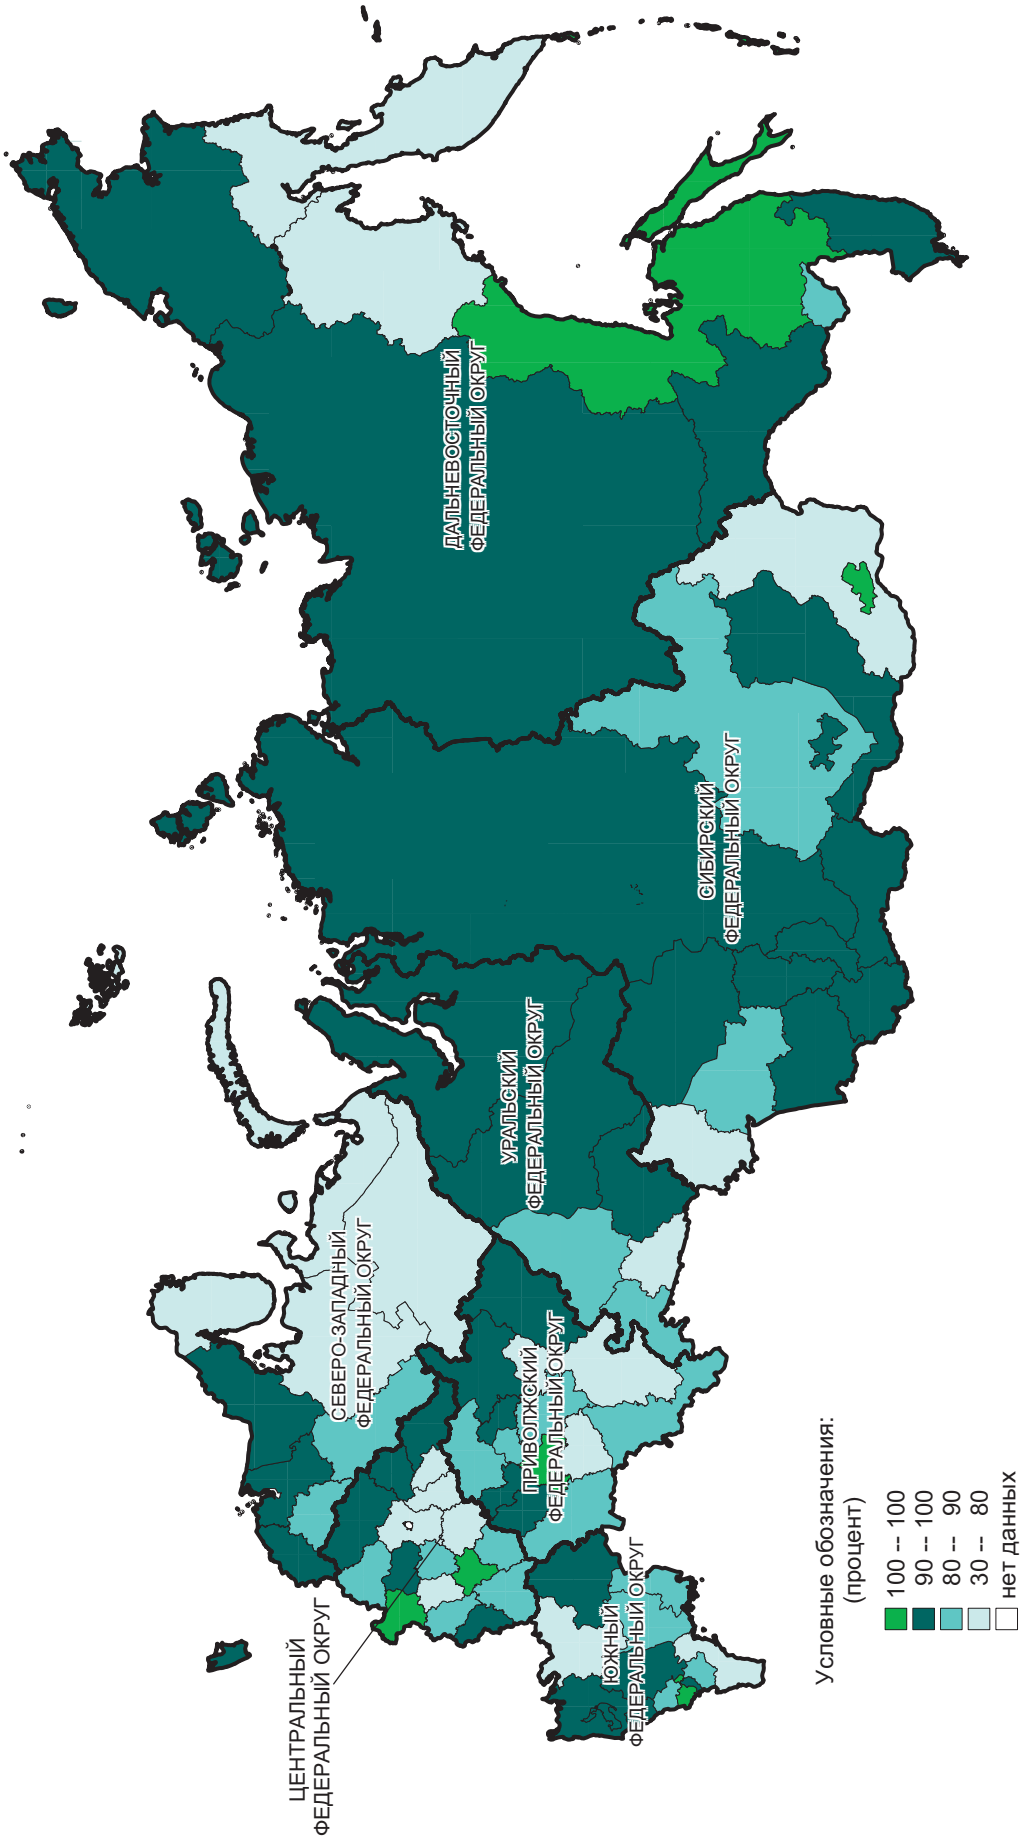 ЦЕНТРАЛЬНЫЙ
ФЕДЕРАЛЬНЫЙ ОКРУГ
СЕВЕРО-ЗАПАДНЫЙ
ФЕДЕРАЛЬНЫЙ ОКРУГ
ДАЛЬНЕВОСТОЧНЫЙ
ФЕДЕРАЛЬНЫЙ ОКРУГ
УРАЛЬСКИЙ
ФЕДЕРАЛЬНЫЙ ОКРУГ
ПРИВОЛЖСКИЙ
ФЕДЕРАЛЬНЫЙ ОКРУГ
ЮЖНЫЙ
ФЕДЕРАЛЬНЫЙ ОКРУГ
СИБИРСКИЙ
ФЕДЕРАЛЬНЫЙ ОКРУГ
Условные обозначения:
(процент)
100 -- 100
90 -- 100
80 -- 90
30 -- 80
нет данных